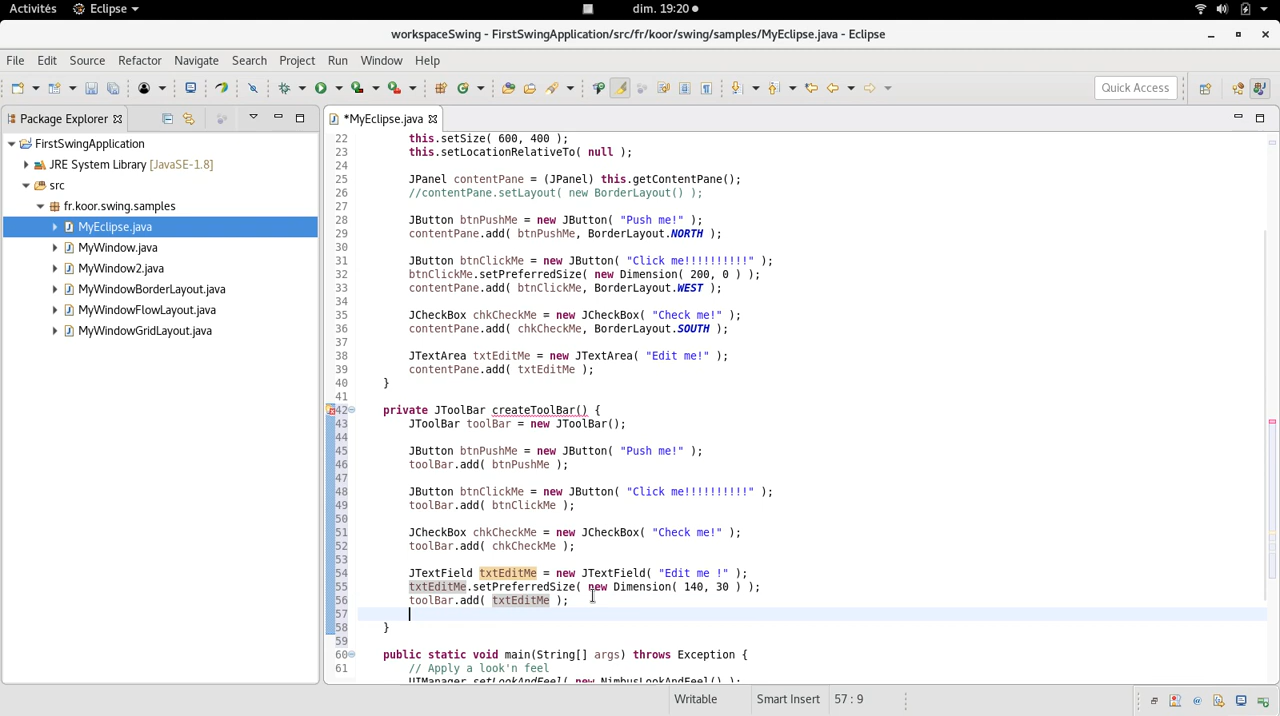 Activités Eclipse dim. 19:20
workspaceSwing - FirstSwingApplication/src/fr/koor/swing/samples/MyEclipse.java - Eclipse
File Edit Source Refactor Navigate Search Project Run Window Help
Quick Access
Package Explorer
FirstSwingApplication
JRE System Library [JavaSE-1.8]
src
fr.koor.swing.samples
MyEclipse.java
MyWindow.java
MyWindow2.java
MyWindowBorderLayout.java
MyWindowFlowLayout.java
MyWindowGridLayout.java
*MyEclipse.java
22 this.setSize( 600, 400 );
23 this.setLocationRelativeTo( null );
24
25 JPanel contentPane = (JPanel) this.getContentPane();
26 //contentPane.setLayout( new BorderLayout() );
27
28 JButton btnPushMe = new JButton( "Push me!" );
29 contentPane.add( btnPushMe, BorderLayout.NORTH );
30
31 JButton btnClickMe = new JButton( "Click me!!!!!!!!!!" );
32 btnClickMe.setPreferredSize( new Dimension( 200, 0 ) );
33 contentPane.add( btnClickMe, BorderLayout.WEST );
34
35 JCheckBox chkCheckMe = new JCheckBox( "Check me!" );
36 contentPane.add( chkCheckMe, BorderLayout.SOUTH );
37
38 JTextArea txtEditMe = new JTextArea( "Edit me!" );
39 contentPane.add( txtEditMe );
40 }
41
42 private JToolBar createToolBar() {
43 JToolBar toolBar = new JToolBar();
44
45 JButton btnPushMe = new JButton( "Push me!" );
46 toolBar.add( btnPushMe );
47
48 JButton btnClickMe = new JButton( "Click me!!!!!!!!!!" );
49 toolBar.add( btnClickMe );
50
51 JCheckBox chkCheckMe = new JCheckBox( "Check me!" );
52 toolBar.add( chkCheckMe );
53
54 JTextField txtEditMe = new JTextField( "Edit me !" );
55 txtEditMe.setPreferredSize( new Dimension( 140, 30 ) );
56 toolBar.add( txtEditMe );
57
58 }
59
60 public static void main(String[] args) throws Exception {
61 // Apply a look'n feel
UIManager.setLookAndFeel( new NimbusLookAndFeel() );
Writable Smart Insert 57 : 9